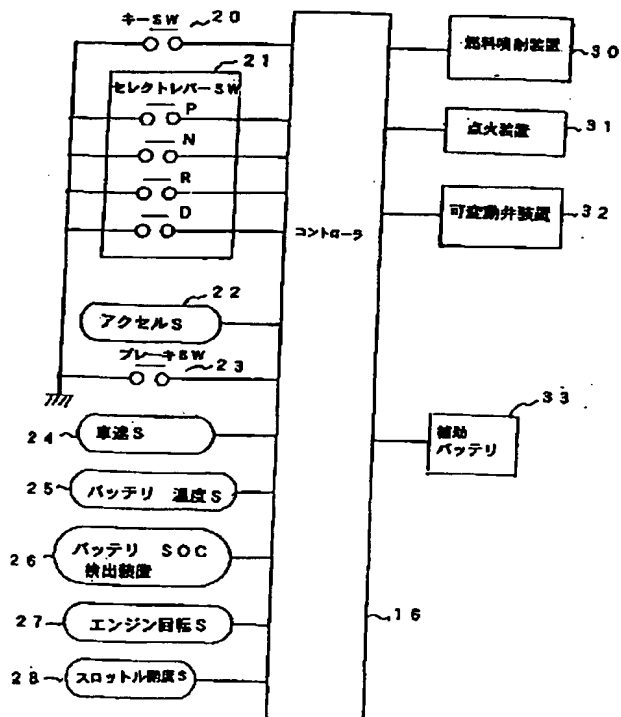 キーSW
20
21
セレクトレバーSW
P
N
R
D
22
アクセルS
ブレーキSW
23
24
車速S
25
バッテリ 温度S
26
バッテリ SOC
検出装置
27
エンジン回転S
28
スロットル開度S
コントローラ
16
燃料噴射装置
30
点火装置
31
可変動弁装置
32
33
補助
バッテリ